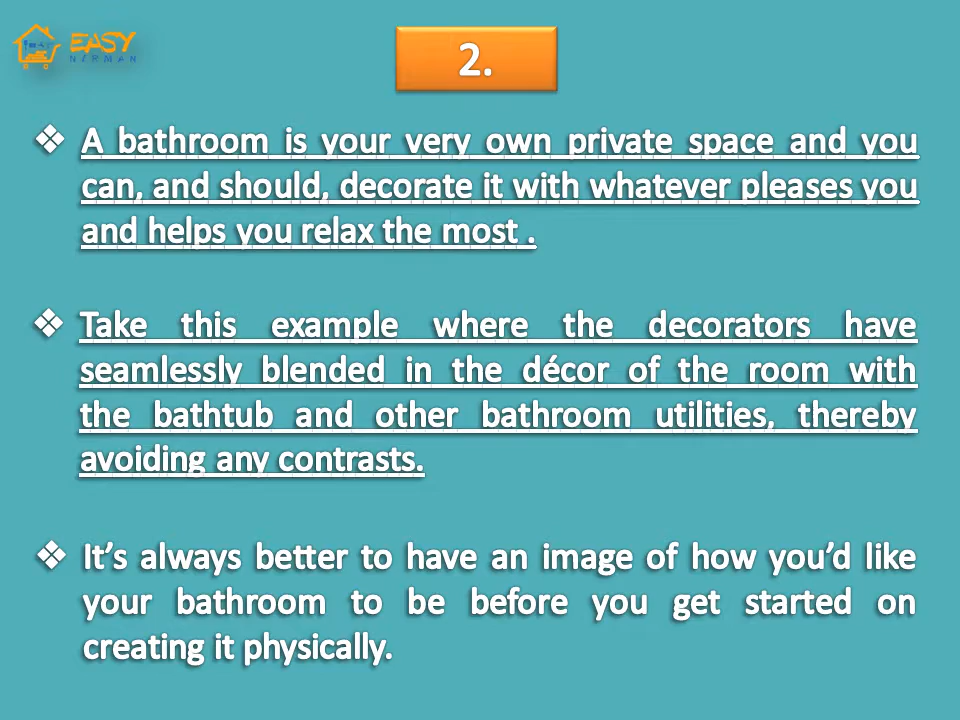 EASY
NIRMAN
2.
❖ A bathroom is your very own private space and you
can, and should, decorate it with whatever pleases you
and helps you relax the most .
❖ Take this example where the decorators have
seamlessly blended in the décor of the room with
the bathtub and other bathroom utilities, thereby
avoiding any contrasts.
❖ It’s always better to have an image of how you’d like
your bathroom to be before you get started on
creating it physically.